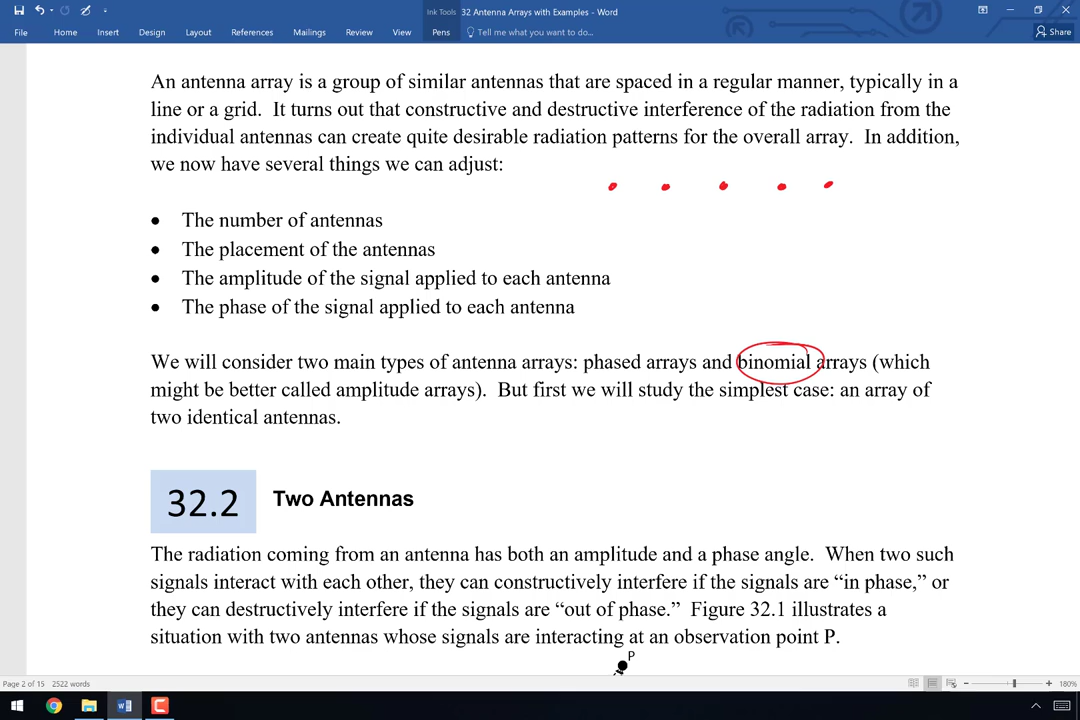 Ink Tools
32 Antenna Arrays with Examples - Word
File Home Insert Design Layout References Mailings Review View Pens Tell me what you want to do... Share
An antenna array is a group of similar antennas that are spaced in a regular manner, typically in a
line or a grid.  It turns out that constructive and destructive interference of the radiation from the
individual antennas can create quite desirable radiation patterns for the overall array.  In addition,
we now have several things we can adjust:
• The number of antennas
• The placement of the antennas
• The amplitude of the signal applied to each antenna
• The phase of the signal applied to each antenna
We will consider two main types of antenna arrays: phased arrays and binomial arrays (which
might be better called amplitude arrays).  But first we will study the simplest case: an array of
two identical antennas.
32.2 Two Antennas
The radiation coming from an antenna has both an amplitude and a phase angle.  When two such
signals interact with each other, they can constructively interfere if the signals are “in phase,” or
they can destructively interfere if the signals are “out of phase.”  Figure 32.1 illustrates a
situation with two antennas whose signals are interacting at an observation point P.
P
Page 2 of 15 2522 words 180%